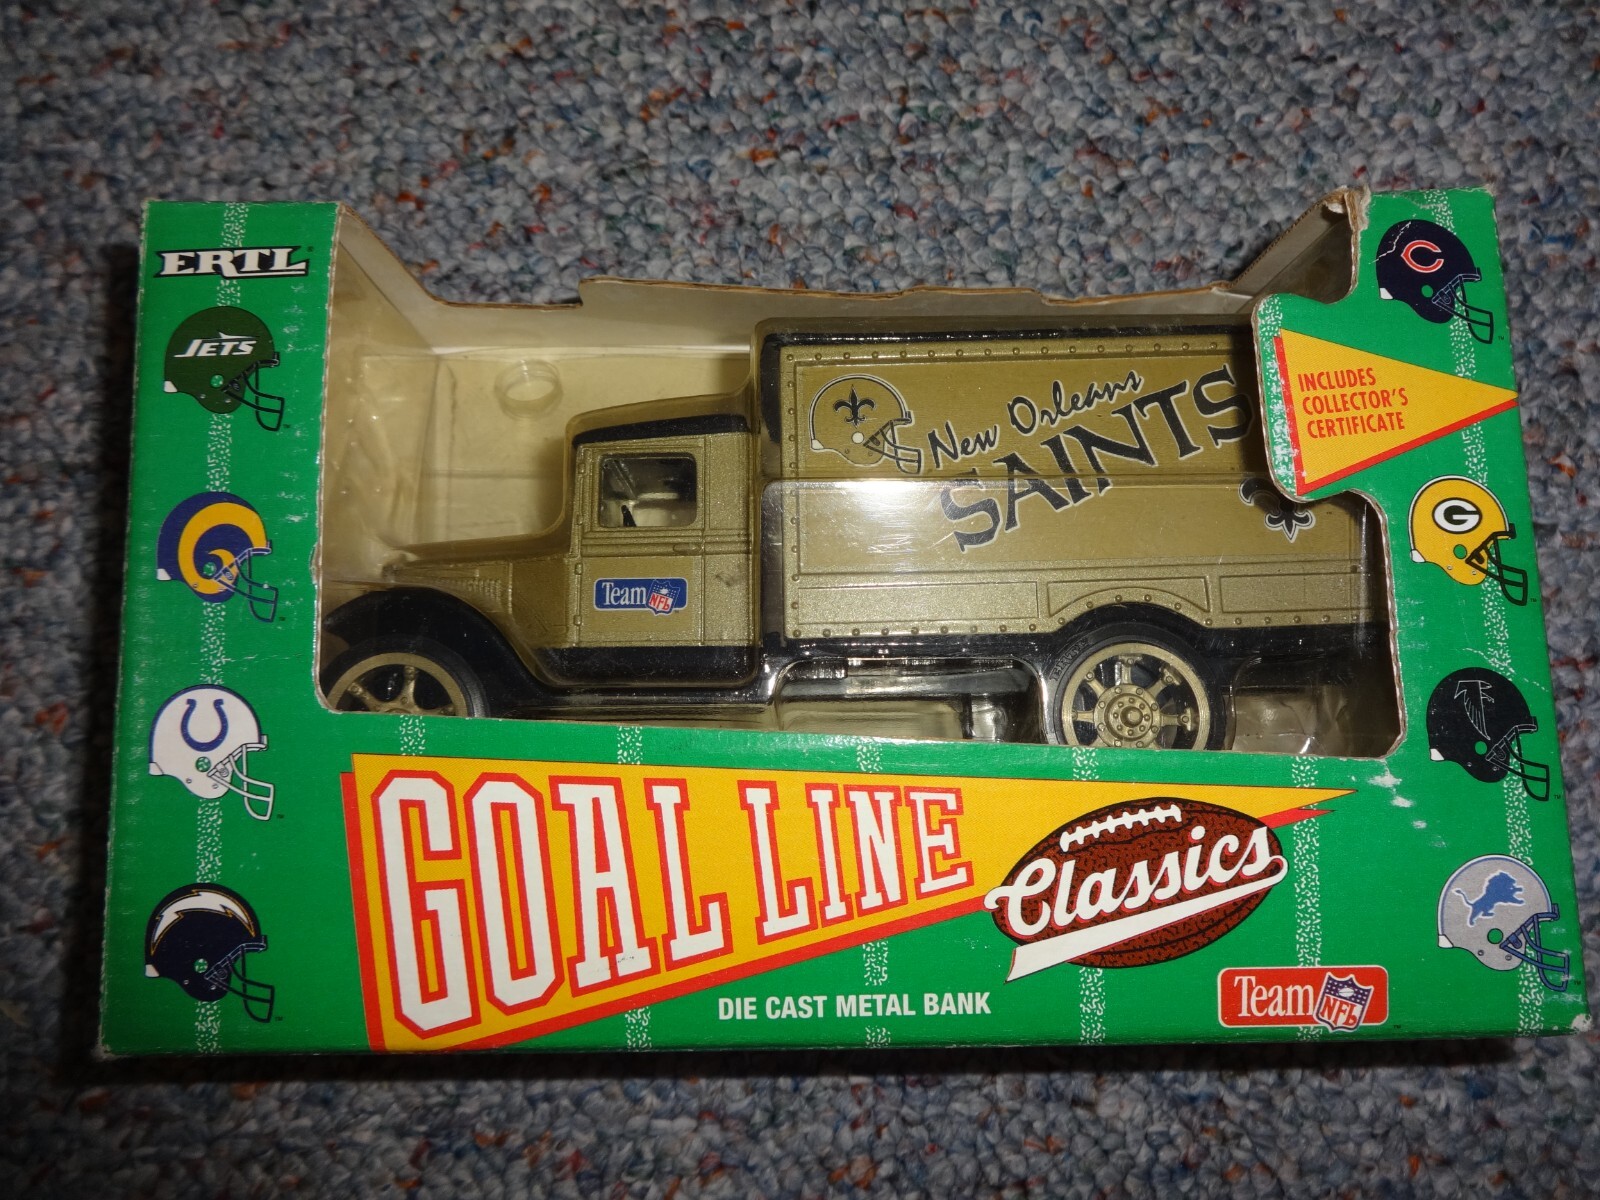 ERTL
JETS
C
INCLUDES
COLLECTOR'S
CERTIFICATE
New Orleans
SAINTS
G
Team NFL
GOAL LINE
Classics
DIE CAST METAL BANK
Team NFL